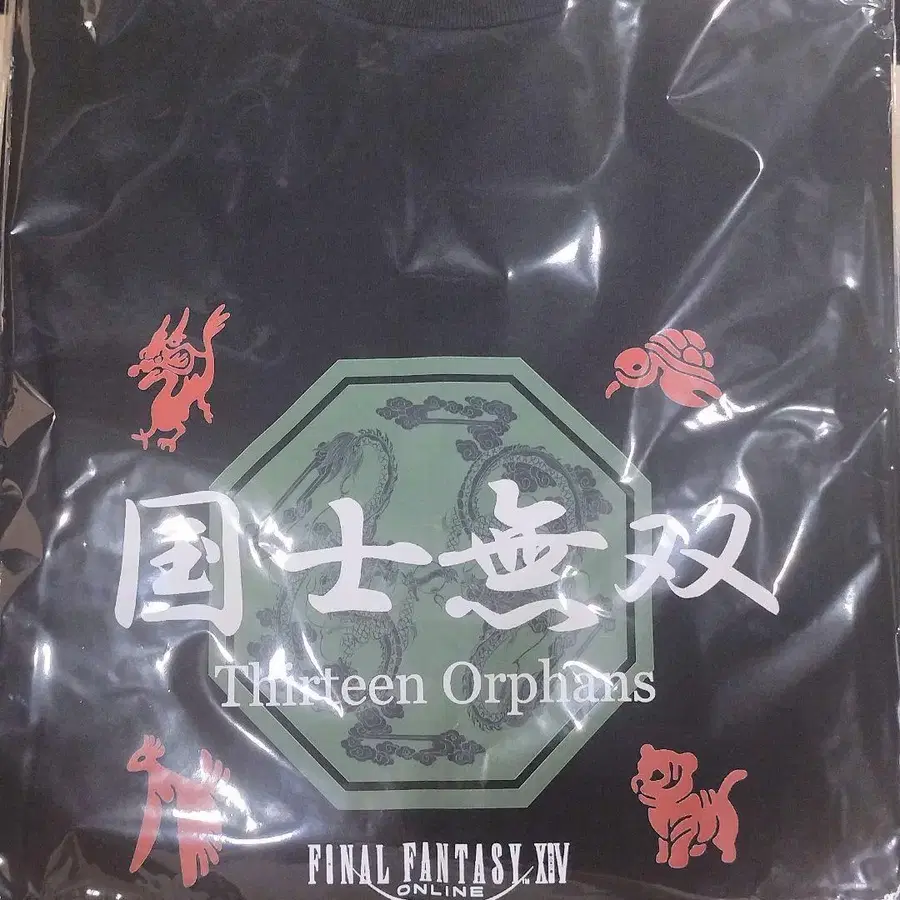 国士無双
Thirteen Orphans
FINAL FANTASY XIV
ONLINE